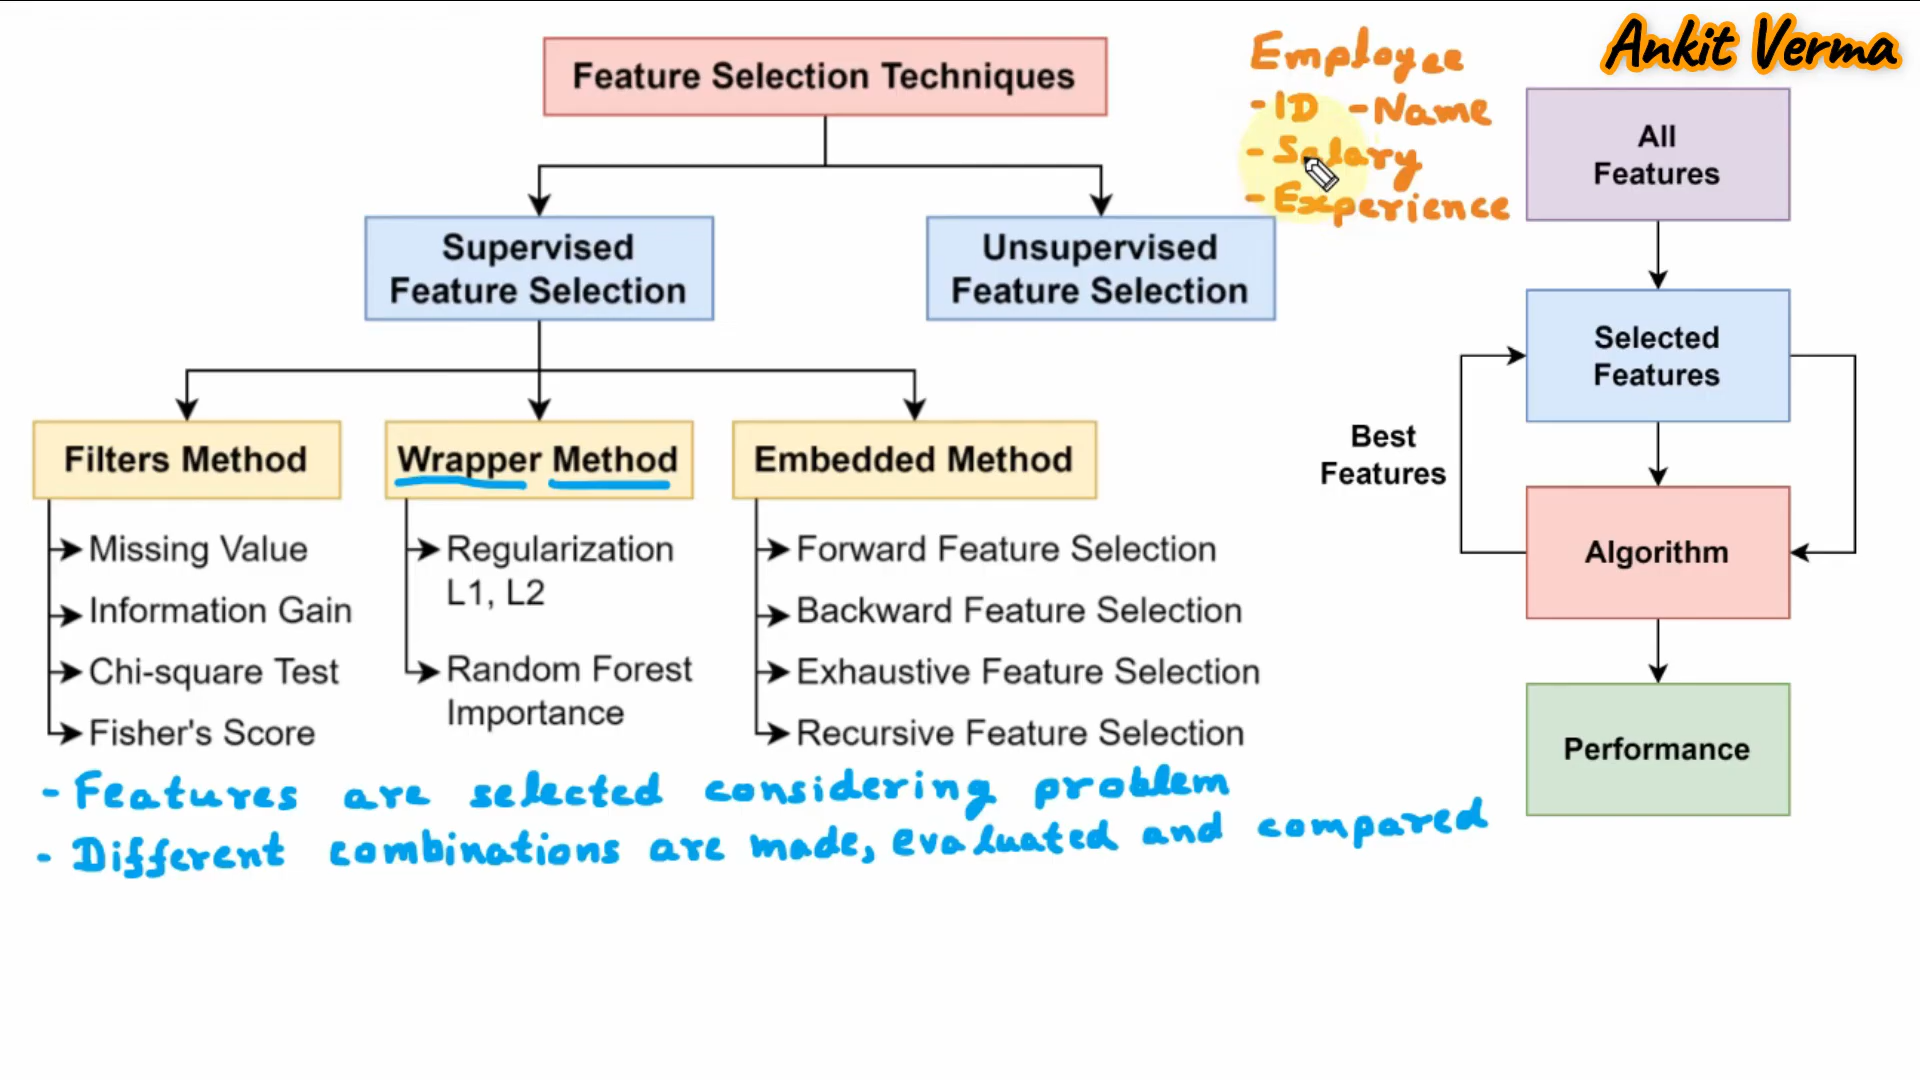 Ankit Verma
Feature Selection Techniques
Employee
-ID -Name
-Salary
-Experience
Supervised
Feature Selection
Unsupervised
Feature Selection
Filters Method
Missing Value
Information Gain
Chi-square Test
Fisher's Score
Wrapper Method
Regularization
L1, L2
Random Forest
Importance
Embedded Method
Forward Feature Selection
Backward Feature Selection
Exhaustive Feature Selection
Recursive Feature Selection
All
Features
Selected
Features
Best
Features
Algorithm
Performance
- Features are selected considering problem
- Different combinations are made, evaluated and compared